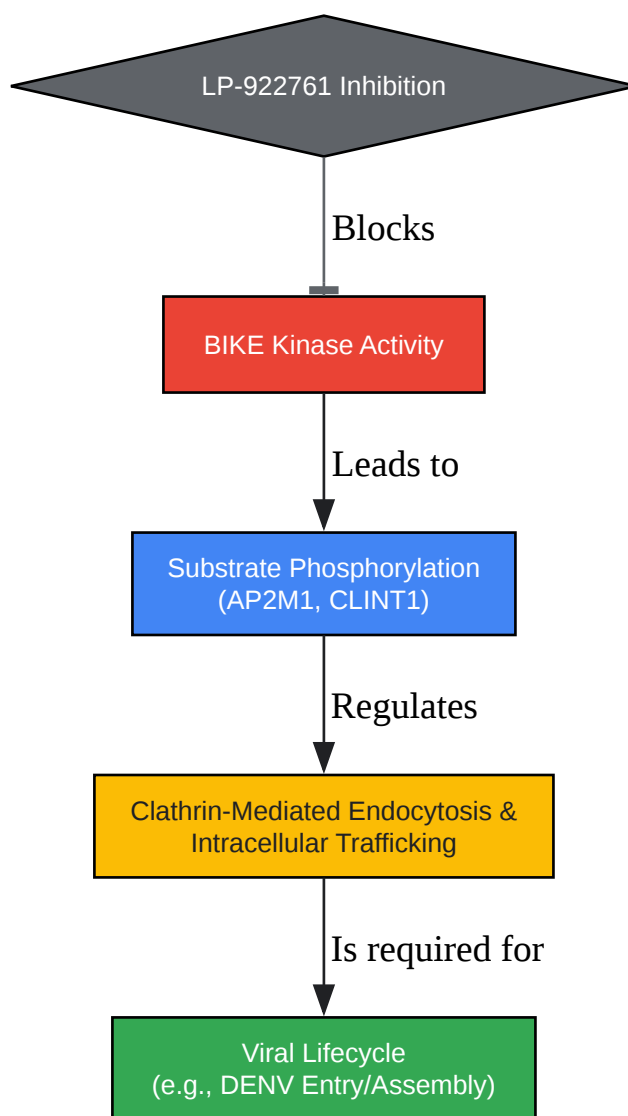 LP-922761 Inhibition
Blocks
BIKE Kinase Activity
Leads to
Substrate Phosphorylation
(AP2M1, CLINT1)
Regulates
Clathrin-Mediated Endocytosis &
Intracellular Trafficking
Is required for
Viral Lifecycle
(e.g., DENV Entry/Assembly)